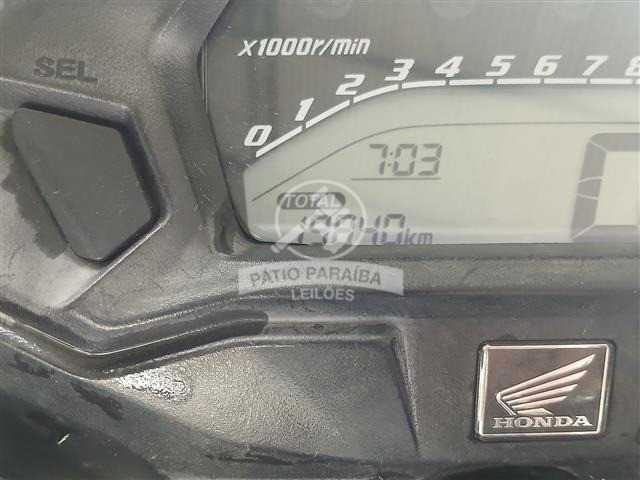 SEL
x1000r/min
0 1 2 3 4 5 6 7 8
7:03
TOTAL
km
PÁTIO PARAÍBA
LEILÕES
HONDA